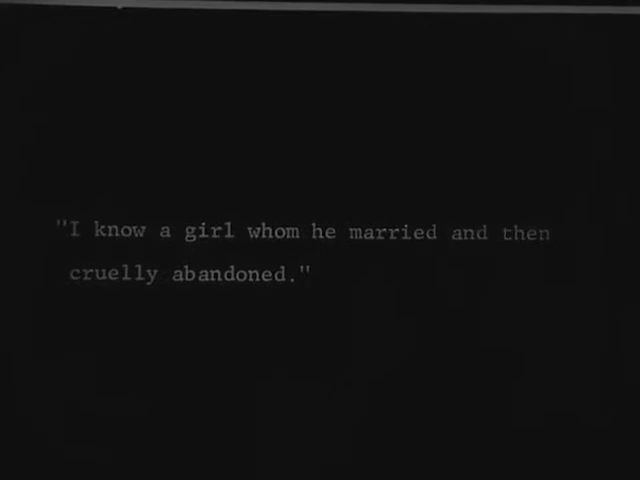 "I know a girl whom he married and then
cruelly abandoned."